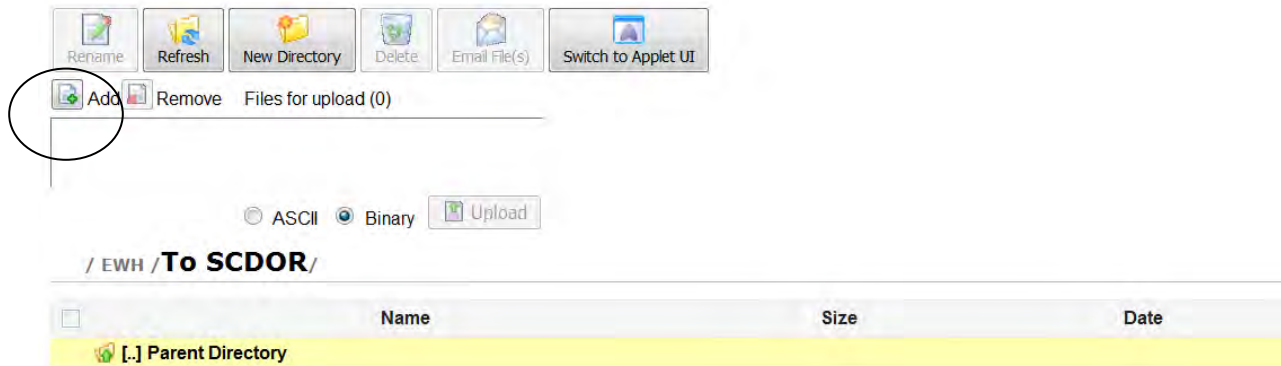 Rename Refresh New Directory Delete Email File(s) Switch to Applet UI
Add Remove Files for upload (0)
ASCII Binary Upload
/ EWH /To SCDOR/
Name Size Date
[..] Parent Directory